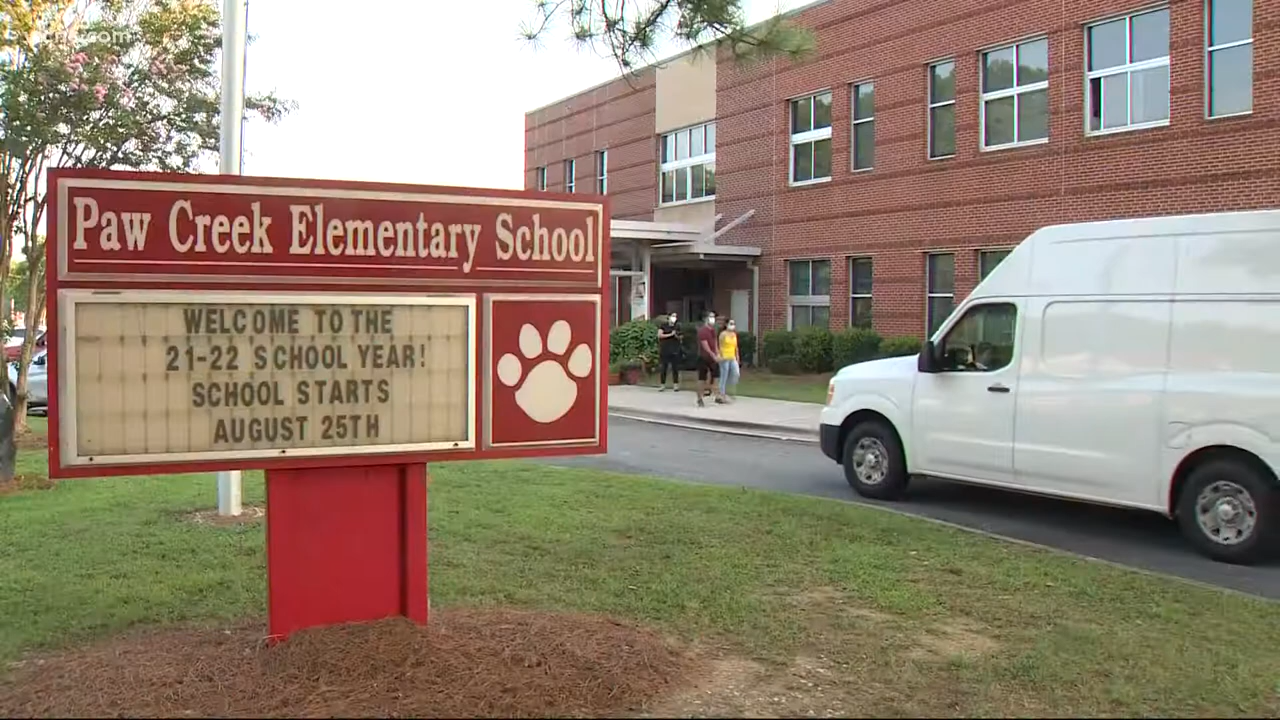 Paw Creek Elementary School
WELCOME TO THE
21-22 SCHOOL YEAR!
SCHOOL STARTS
AUGUST 25TH